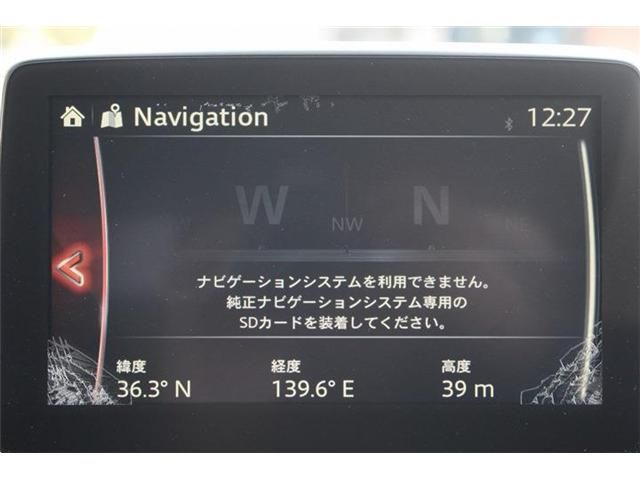 Navigation
12:27
W N
NW NE
ナビゲーションシステムを利用できません。
純正ナビゲーションシステム専用の
SDカードを装着してください。
緯度 経度 高度
36.3° N 139.6° E 39 m